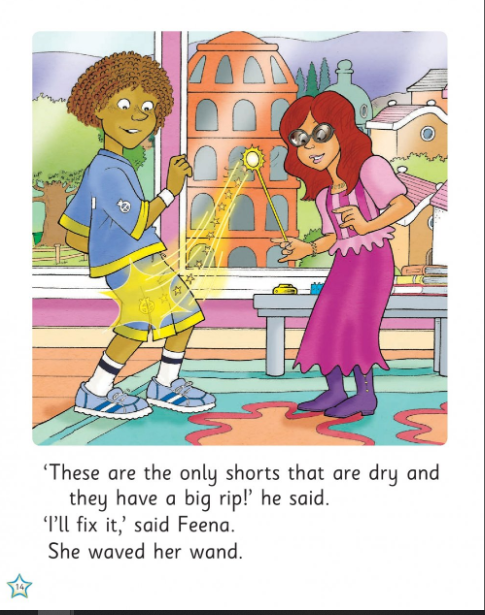 ‘These are the only shorts that are dry and
they have a big rip!’ he said.
‘I’ll fix it,’ said Feena.
She waved her wand.
14